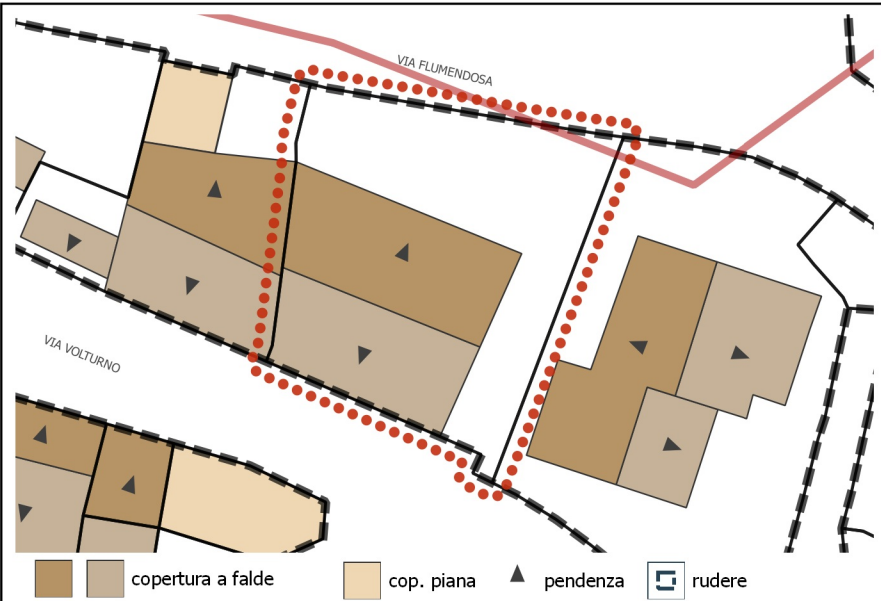 VIA FLUMENDOSA
VIA VOLTURNO
copertura a falde
cop. piana
pendenza
rudere